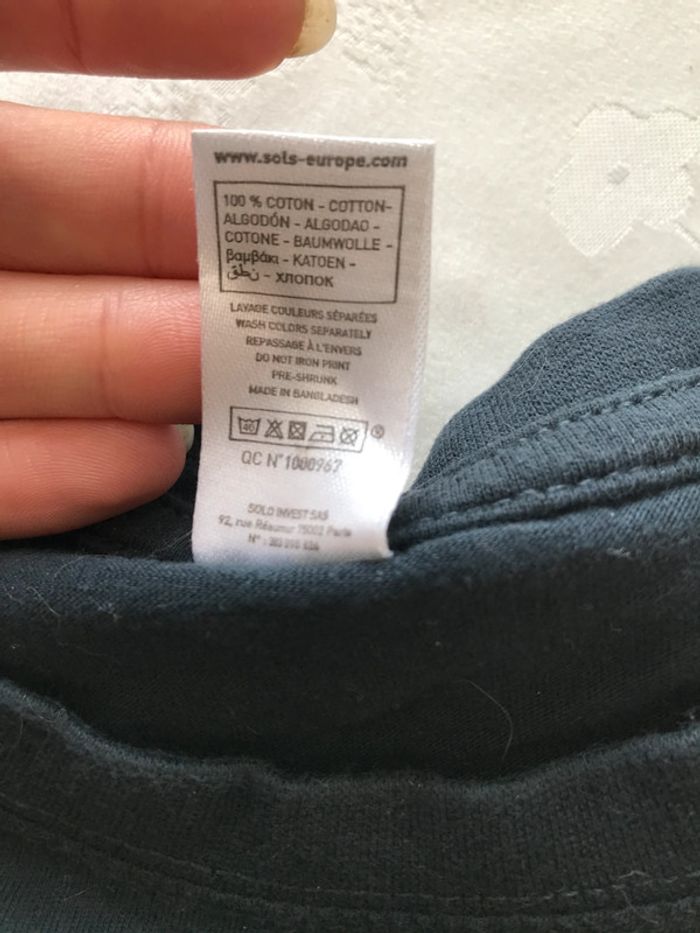 www.sols-europe.com
100 % COTON - COTTON-
ALGODÓN - ALGODAO -
COTONE - BAUMWOLLE -
βαμβάκι - KATOEN -
نطق - ХЛОПОК
LAVAGE COULEURS SÉPARÉES
WASH COLORS SEPARATELY
REPASSAGE À L'ENVERS
DO NOT IRON PRINT
PRE-SHRUNK
MADE IN BANGLADESH
40
QC N°1000967
SOLO INVEST SAS
92, rue Réaumur 75002 Paris
N° :